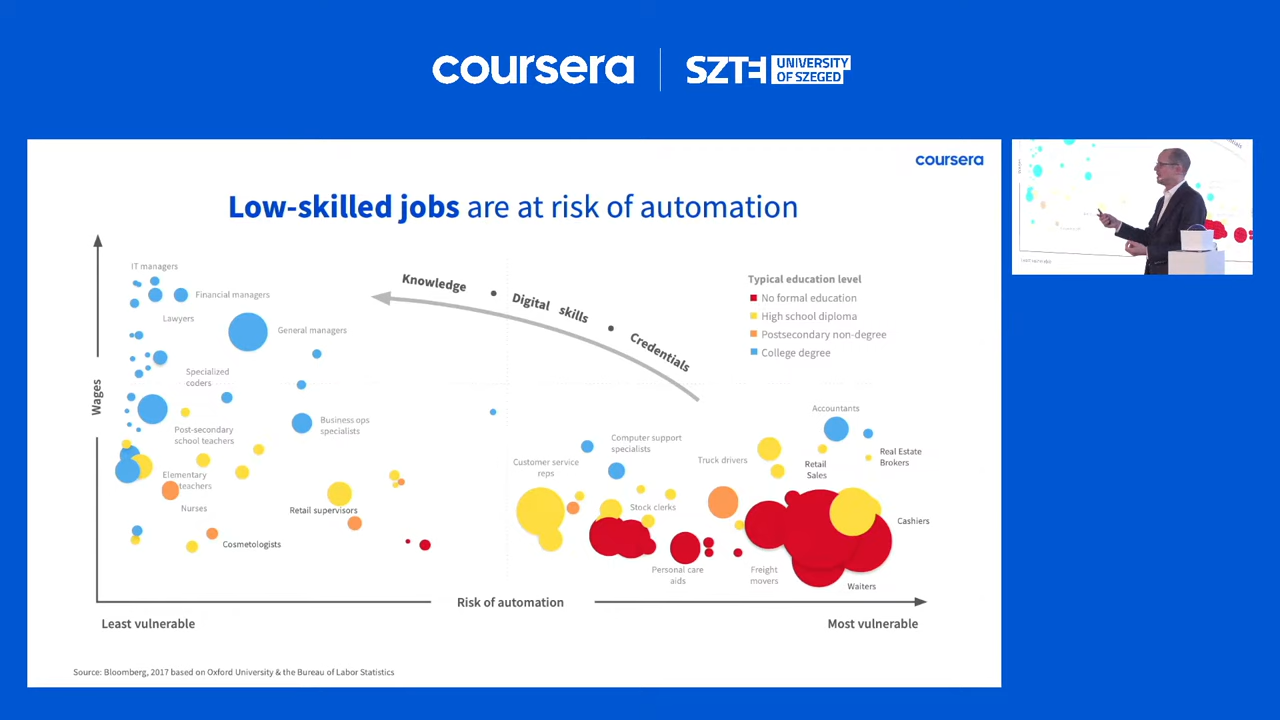 coursera
SZTE
UNIVERSITY
OF SZEGED
coursera
Low-skilled jobs are at risk of automation
IT managers
Financial managers
Lawyers
General managers
Specialized
coders
Post-secondary
school teachers
Business ops
specialists
Elementary
teachers
Nurses
Retail supervisors
Cosmetologists
Knowledge • Digital skills • Credentials
Typical education level
No formal education
High school diploma
Postsecondary non-degree
College degree
Accountants
Computer support
specialists
Customer service
reps
Truck drivers
Retail
Sales
Real Estate
Brokers
Stock clerks
Cashiers
Personal care
aids
Freight
movers
Waiters
Wages
Risk of automation
Least vulnerable
Most vulnerable
Source: Bloomberg, 2017 based on Oxford University & the Bureau of Labor Statistics